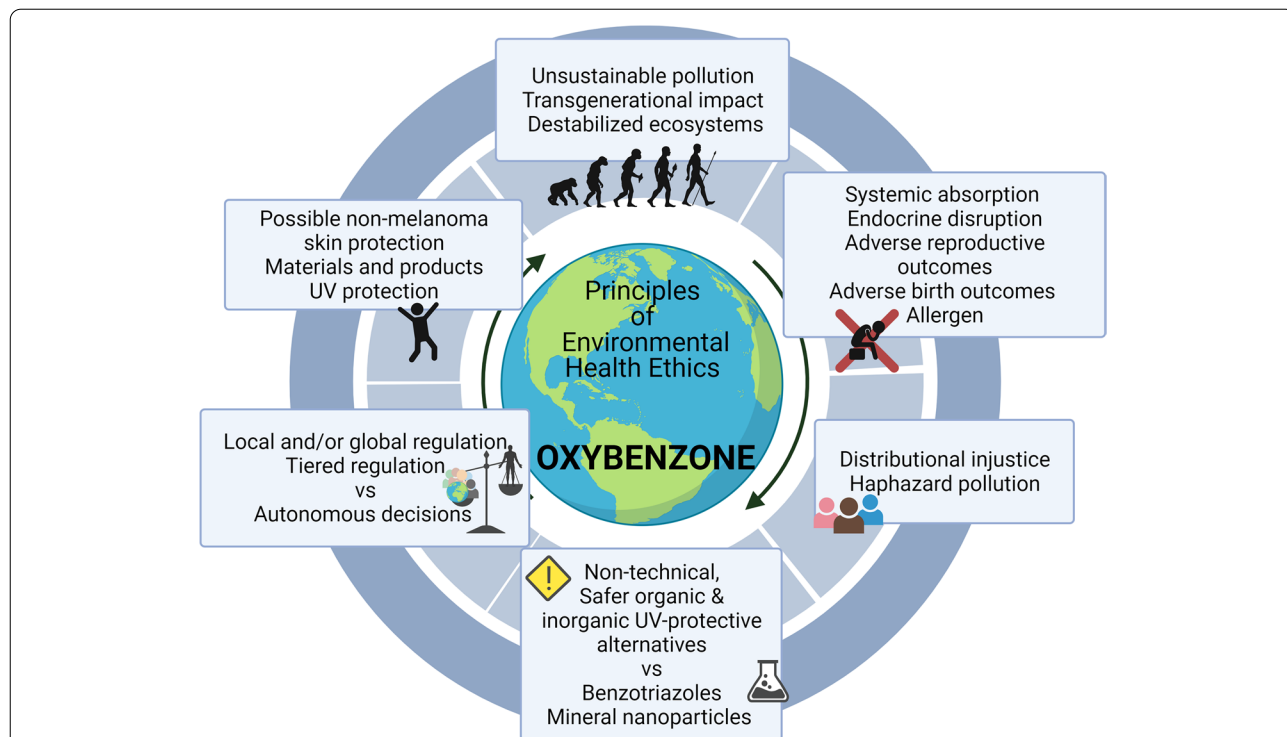 Unsustainable pollution
Transgenerational impact
Destabilized ecosystems
Systemic absorption
Endocrine disruption
Adverse reproductive
outcomes
Adverse birth outcomes
Allergen
Distributional injustice
Haphazard pollution
Non-technical,
Safer organic &
inorganic UV-protective
alternatives
vs
Benzotriazoles
Mineral nanoparticles
Local and/or global regulation
Tiered regulation
vs
Autonomous decisions
Possible non-melanoma
skin protection
Materials and products
UV protection
Principles
of
Environmental
Health Ethics
OXYBENZONE
!